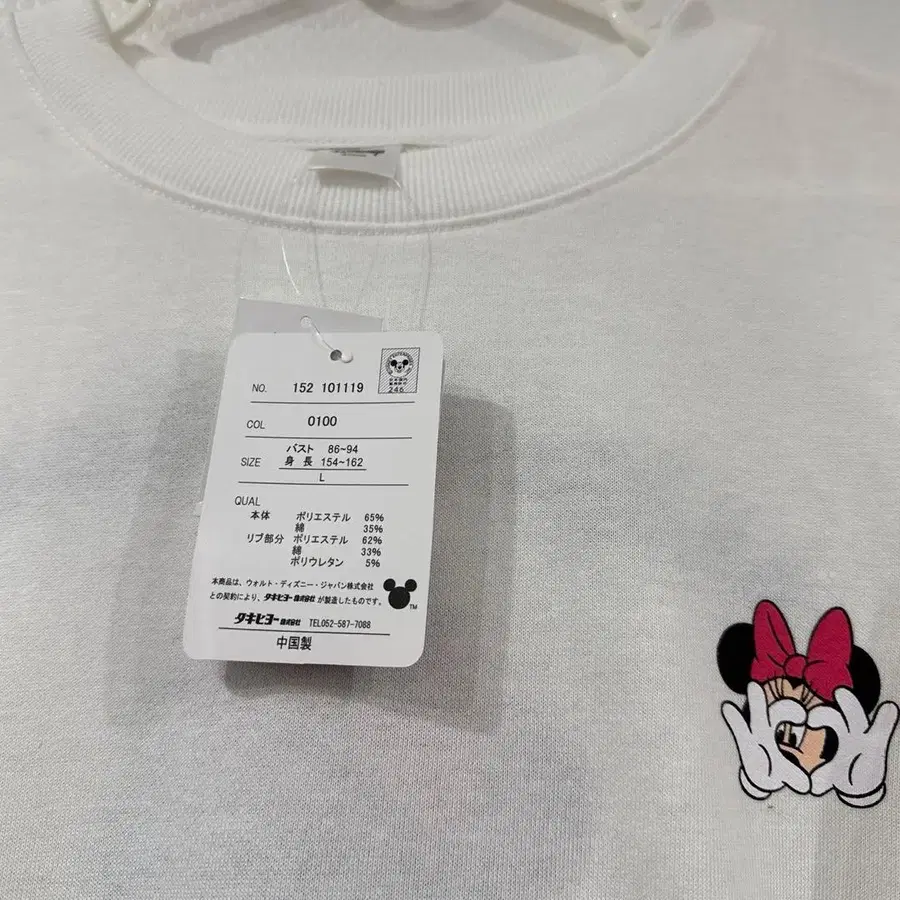 NO. 152 101119
246
COL 0100
SIZE バスト 86~94
身長 154~162
L
QUAL
本体 ポリエステル 65%
綿 35%
リブ部分 ポリエステル 62%
綿 33%
ポリウレタン 5%
本商品は、ウォルト・ディズニー・ジャパン株式会社
との契約により、タキヒヨー株式会社が製造したものです。
TM
タキヒヨー株式会社 TEL052-587-7088
中国製